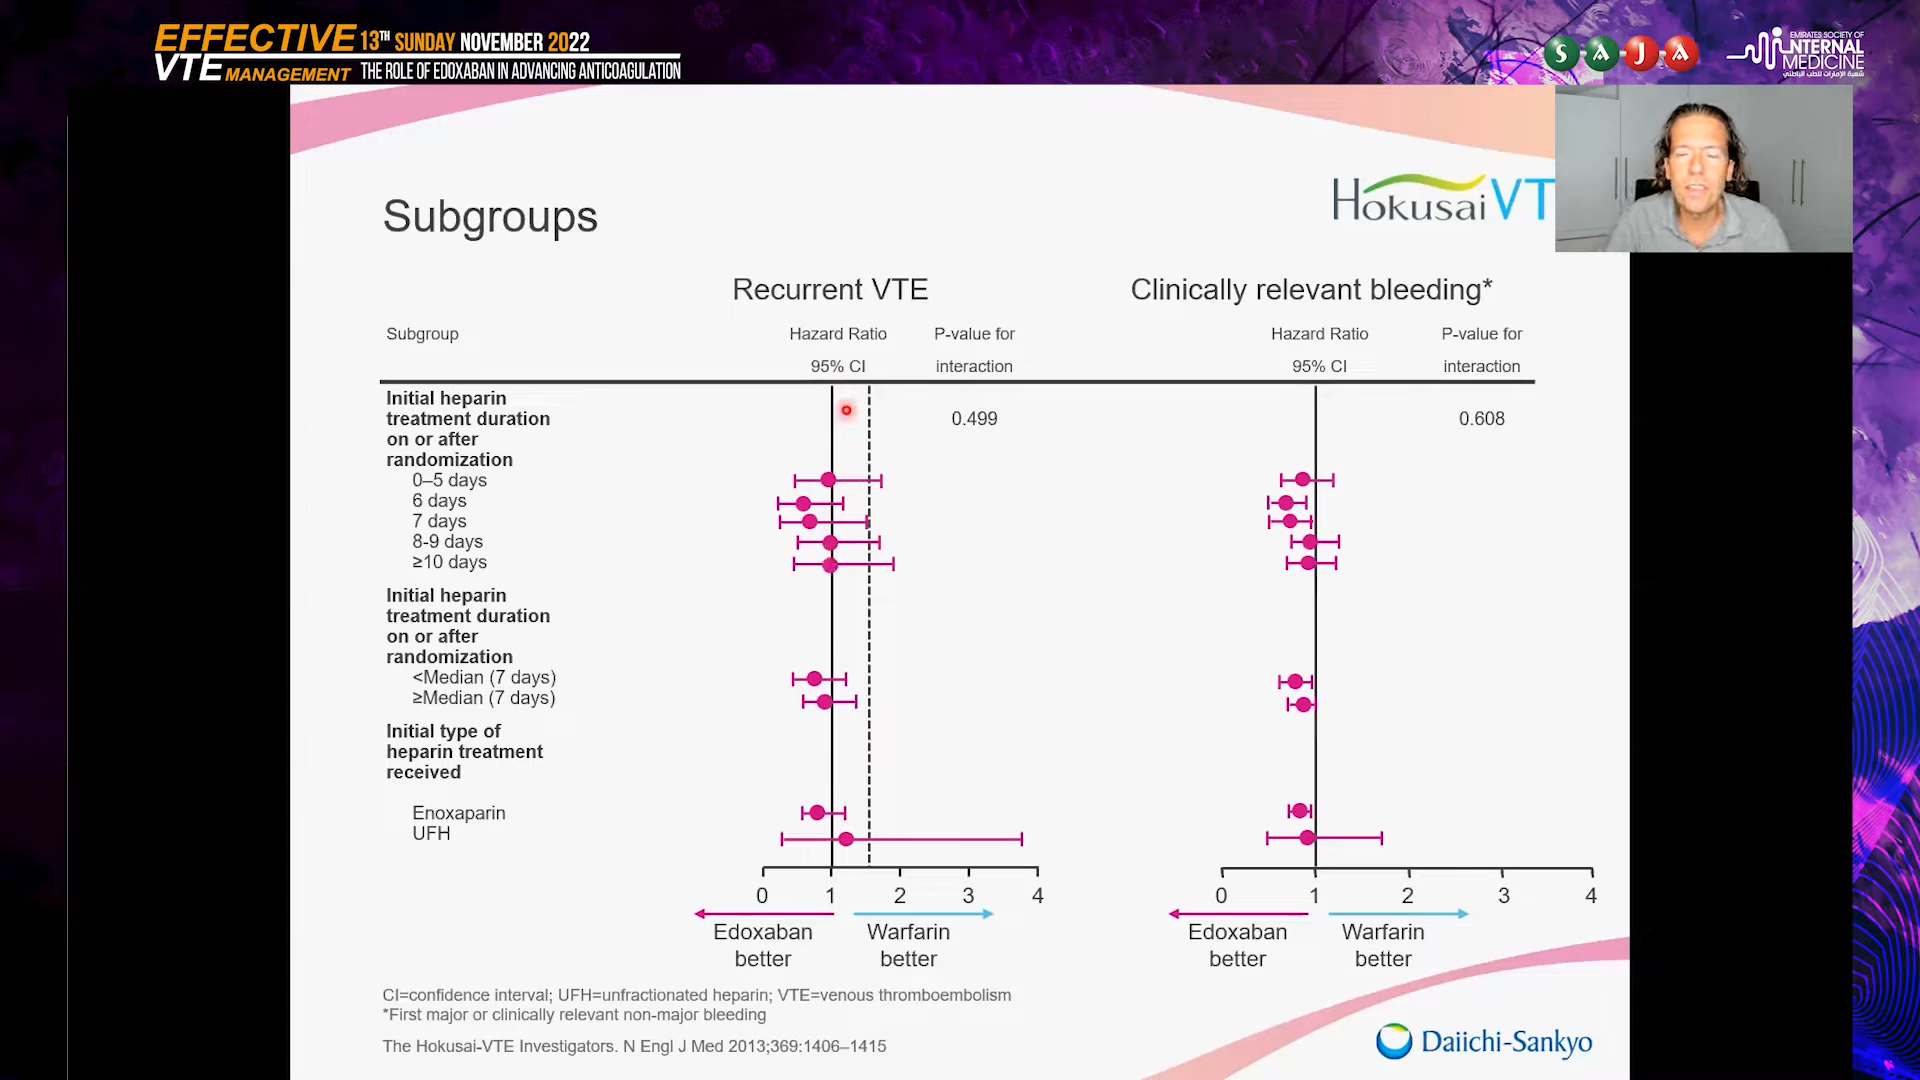 EFFECTIVE 13TH SUNDAY NOVEMBER 2022
VTE MANAGEMENT THE ROLE OF EDOXABAN IN ADVANCING ANTICOAGULATION
SAJA
EMIRATES SOCIETY OF
INTERNAL
MEDICINE
شعبة الإمارات للطب الباطني
Subgroups
Hokusai VT
Recurrent VTE
Clinically relevant bleeding*
Subgroup
Hazard Ratio
95% CI
P-value for
interaction
Hazard Ratio
95% CI
P-value for
interaction
Initial heparin
treatment duration
on or after
randomization
0.499
0.608
0–5 days
6 days
7 days
8-9 days
≥10 days
Initial heparin
treatment duration
on or after
randomization
<Median (7 days)
≥Median (7 days)
Initial type of
heparin treatment
received
Enoxaparin
UFH
0 1 2 3 4
0 1 2 3 4
Edoxaban
better
Warfarin
better
Edoxaban
better
Warfarin
better
CI=confidence interval; UFH=unfractionated heparin; VTE=venous thromboembolism
*First major or clinically relevant non-major bleeding
The Hokusai-VTE Investigators. N Engl J Med 2013;369:1406–1415
Daiichi-Sankyo